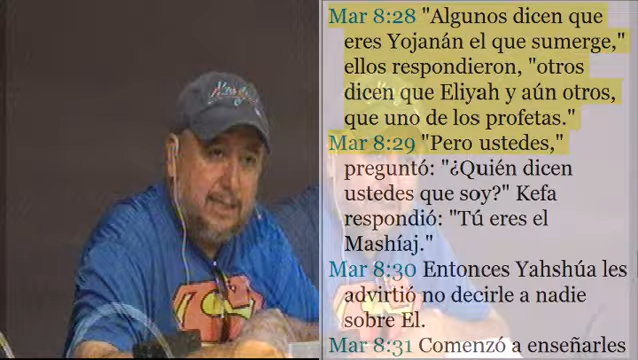 Mar 8:28 "Algunos dicen que
eres Yojanán el que sumerge,"
ellos respondieron, "otros
dicen que Eliyah y aún otros,
que uno de los profetas."
Mar 8:29 "Pero ustedes,"
preguntó: "¿Quién dicen
ustedes que soy?" Kefa
respondió: "Tú eres el
Mashíaj."
Mar 8:30 Entonces Yahshúa les
advirtió no decirle a nadie
sobre El.
Mar 8:31 Comenzó a enseñarles